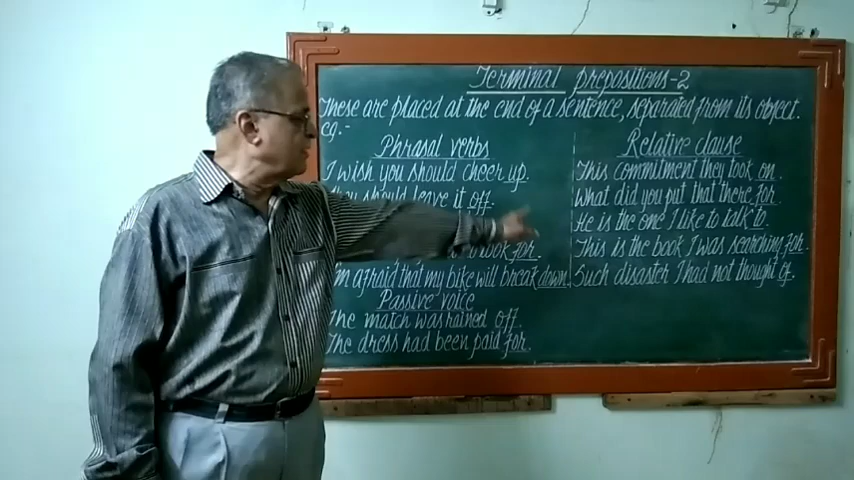 Terminal prepositions-2
These are placed at the end of a sentence, separated from its object.
eg:-
Phrasal verbs
I wish you should cheer up.
should leave it off.
look for.
I'm afraid that my bike will break down.
Passive voice
The match was rained off.
The dress had been paid for.
Relative clause
This commitment they took on.
What did you put that there for.
He is the one I like to talk to.
This is the book I was searching for.
Such disaster I had not thought of.